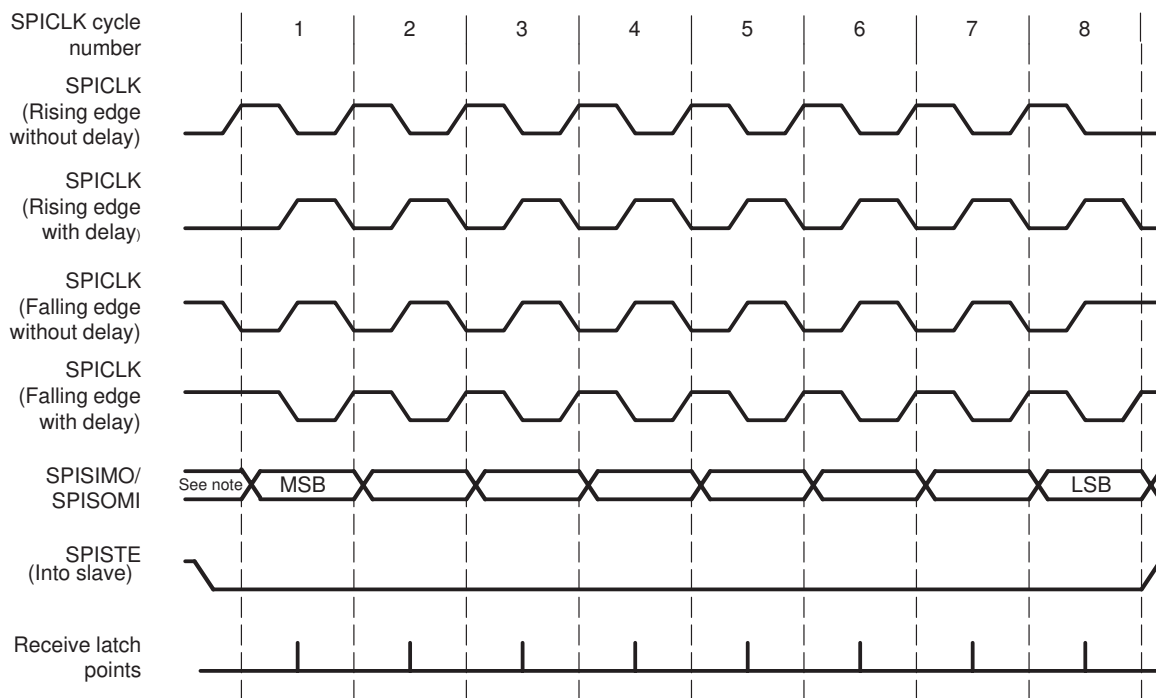 SPICLK cycle
number
1 2 3 4 5 6 7 8
SPICLK
(Rising edge
without delay)
SPICLK
(Rising edge
with delay)
SPICLK
(Falling edge
without delay)
SPICLK
(Falling edge
with delay)
SPISIMO/
SPISOMI
See note MSB LSB
SPISTE
(Into slave)
Receive latch
points